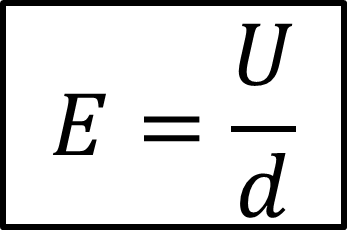 E = U/d